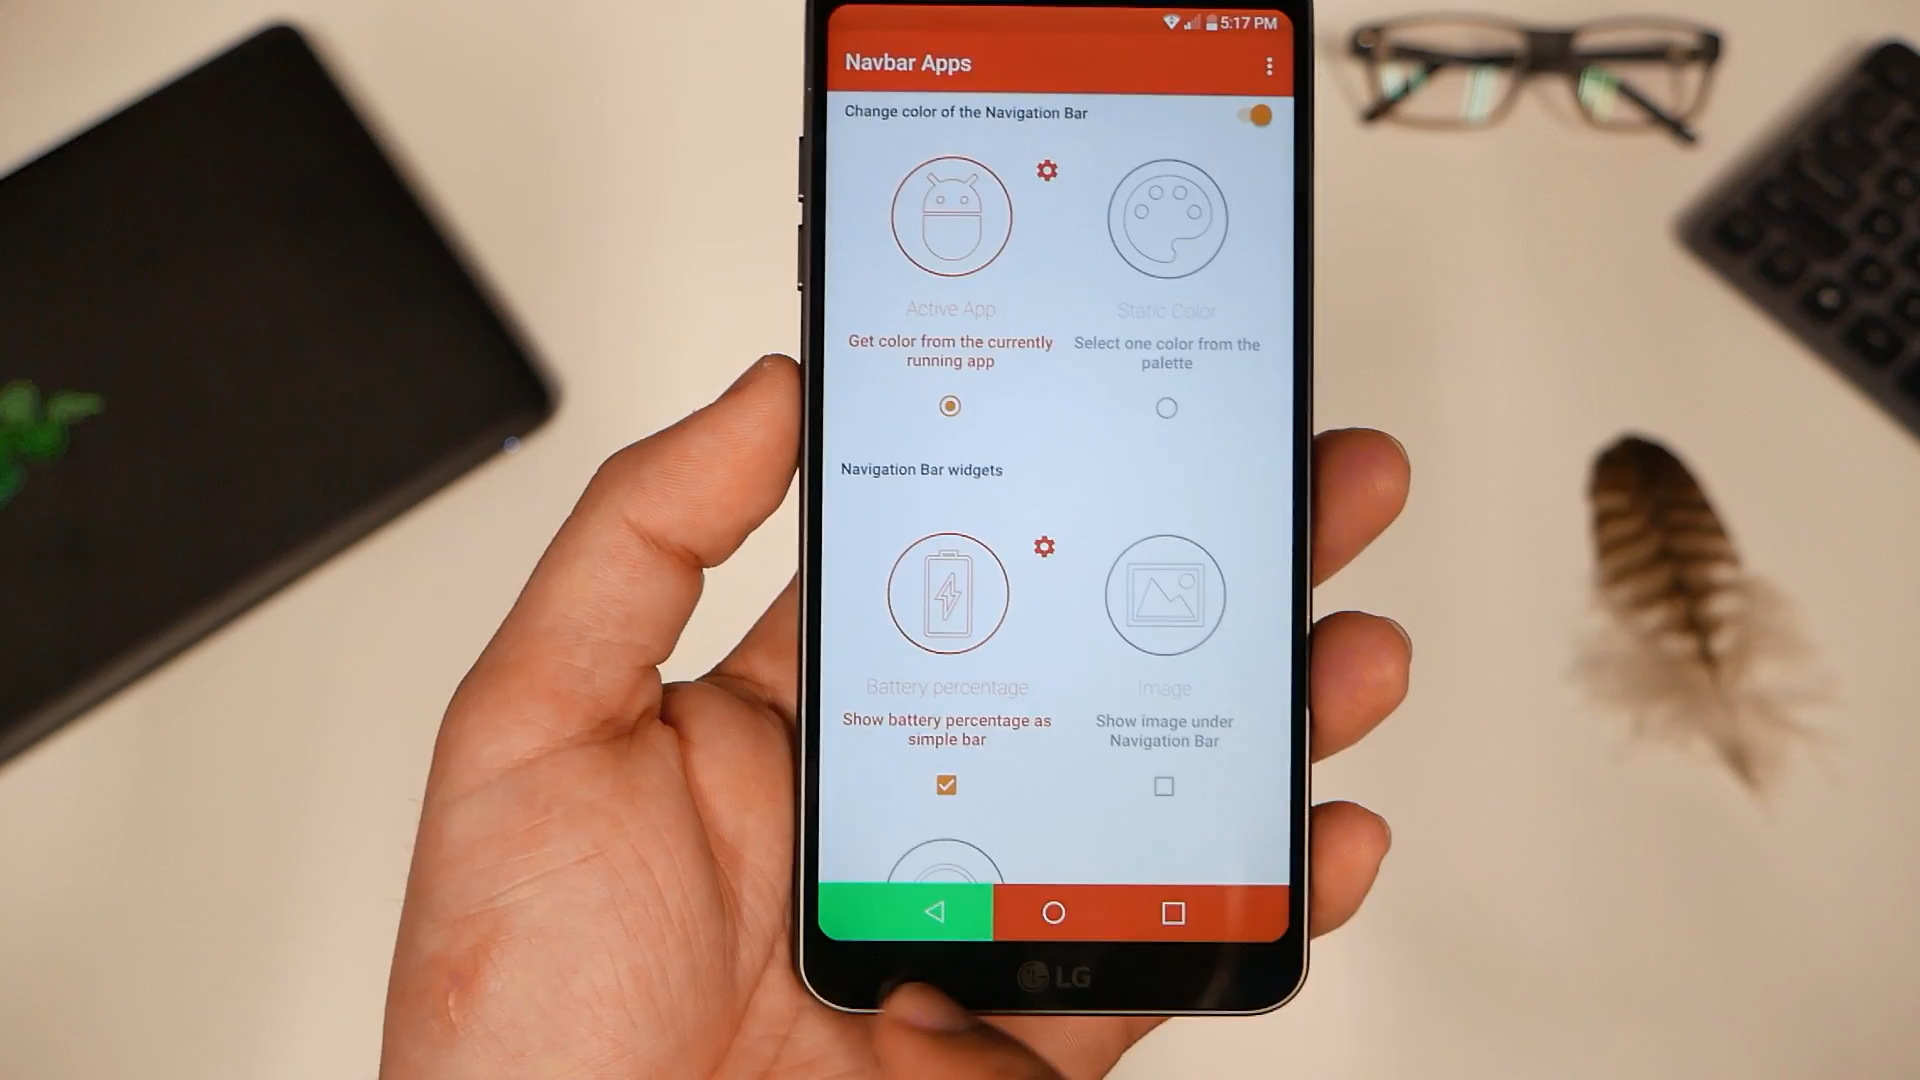 5:17 PM
Navbar Apps
Change color of the Navigation Bar
Active App
Static Color
Get color from the currently
running app
Select one color from the
palette
Navigation Bar widgets
Battery percentage
Image
Show battery percentage as
simple bar
Show image under
Navigation Bar
LG